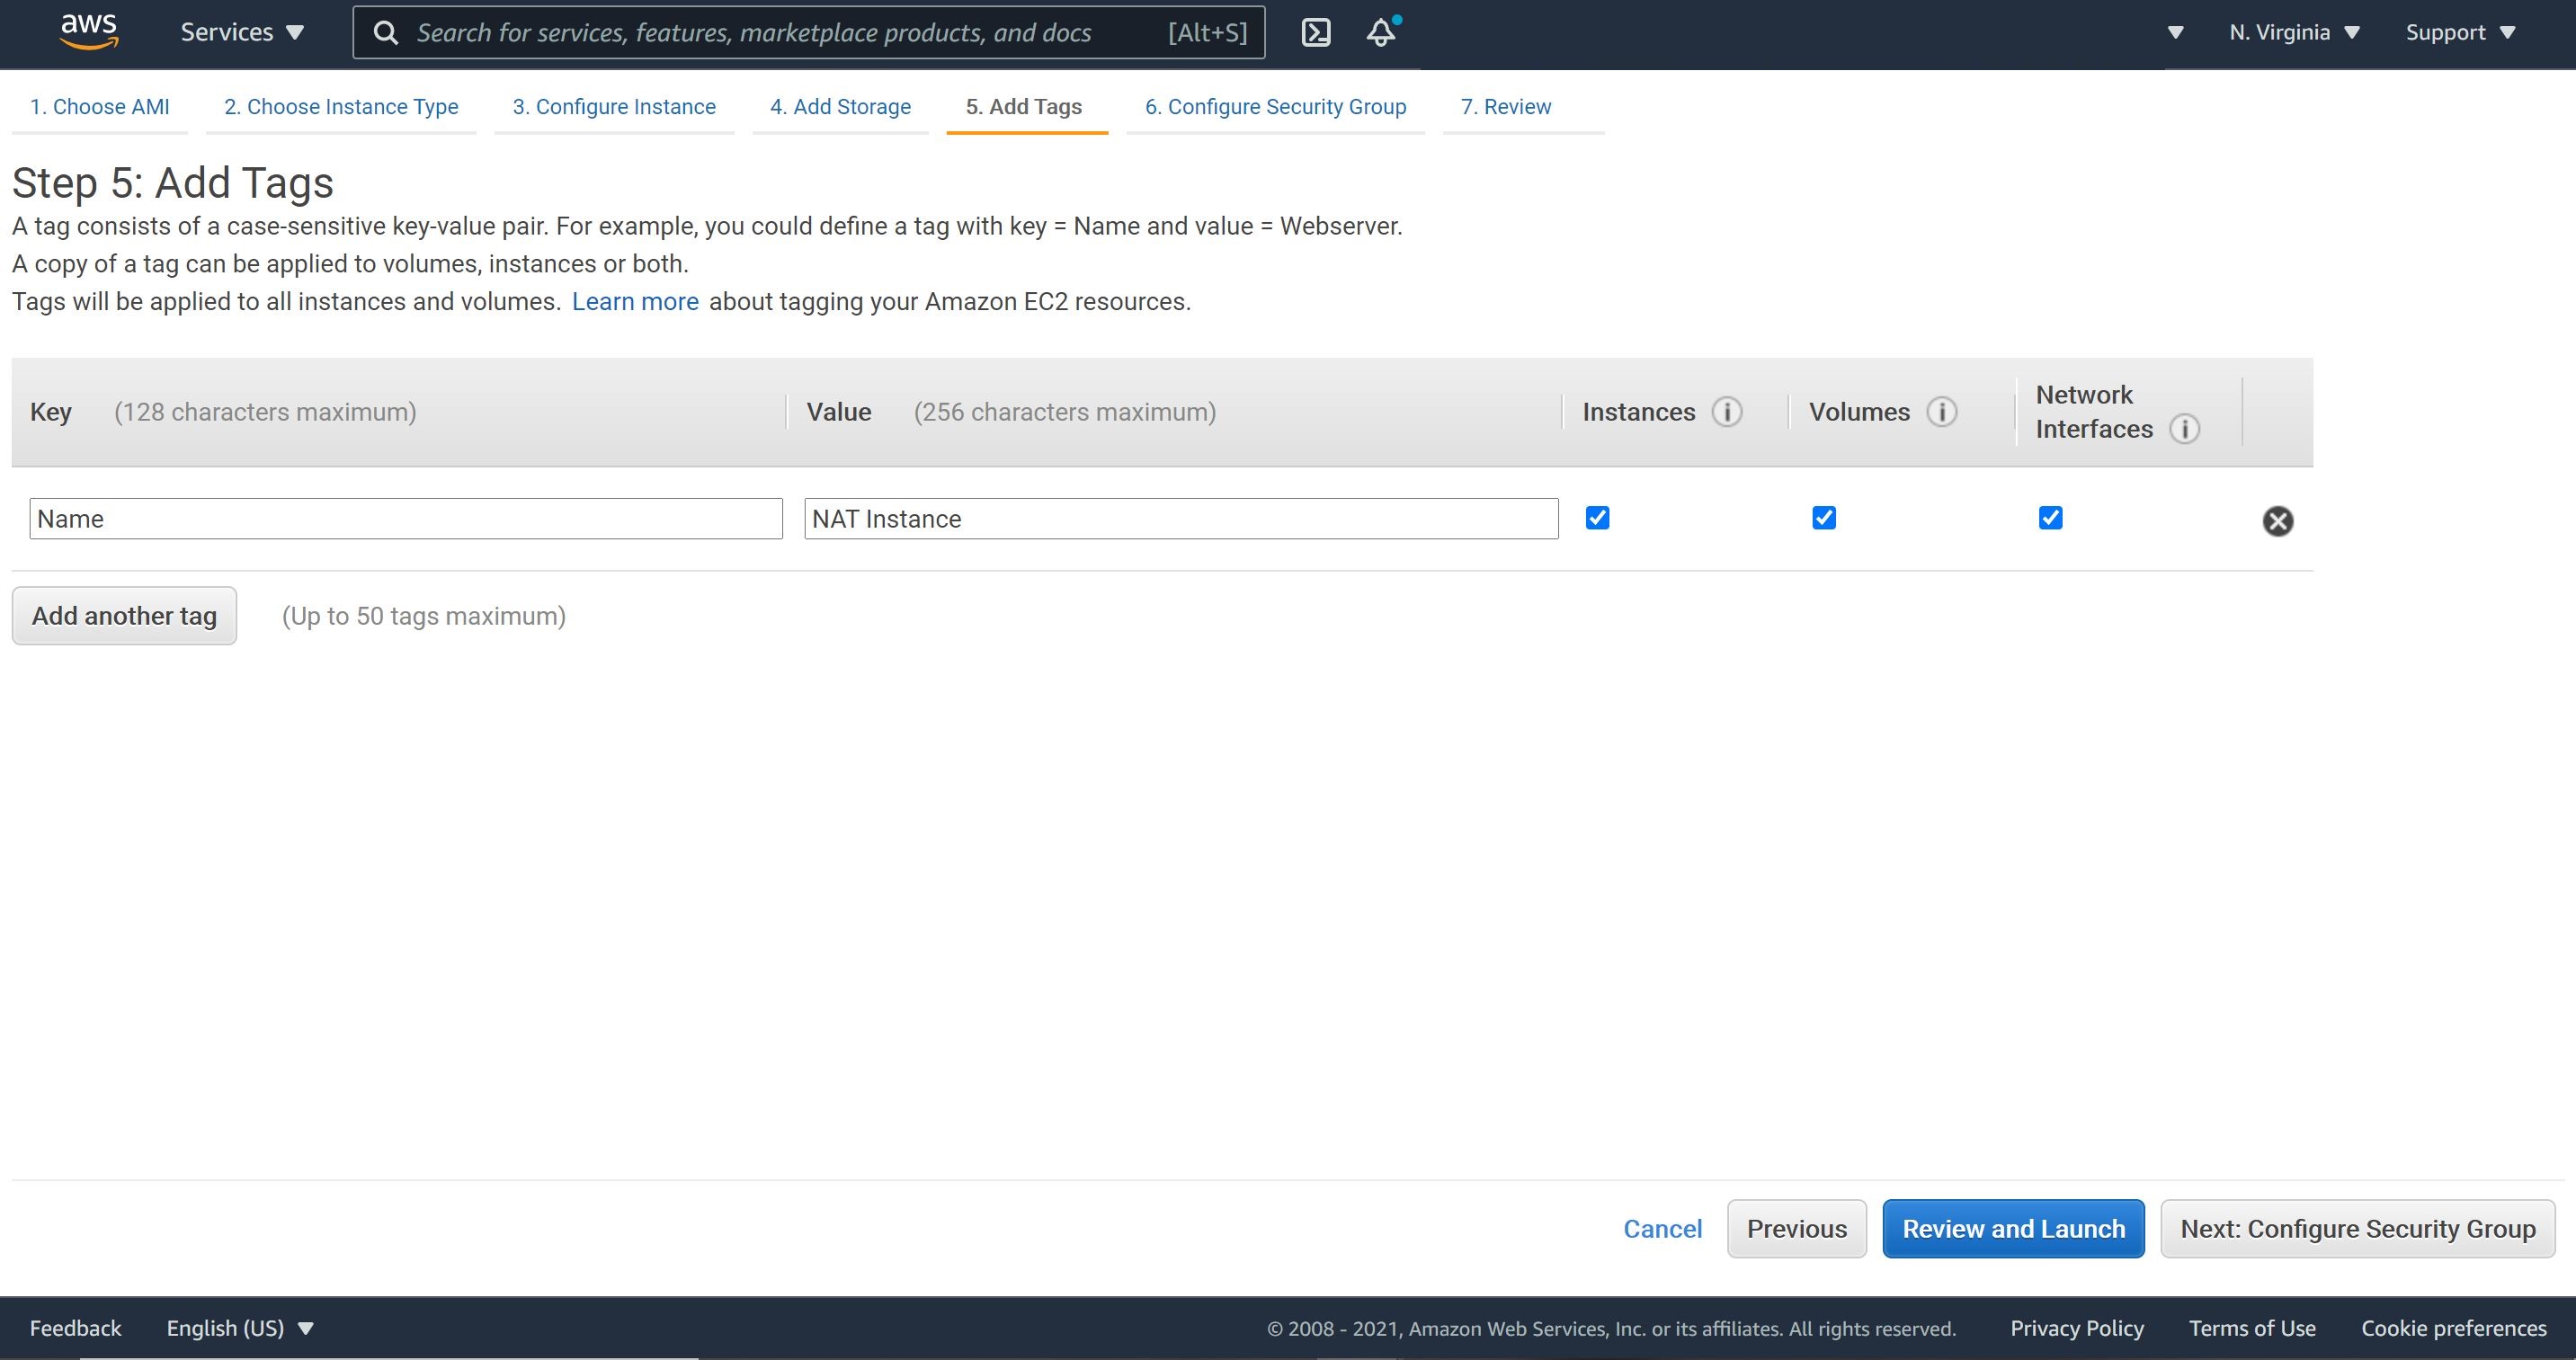 aws Services Search for services, features, marketplace products, and docs [Alt+S] N. Virginia Support
1. Choose AMI 2. Choose Instance Type 3. Configure Instance 4. Add Storage 5. Add Tags 6. Configure Security Group 7. Review
Step 5: Add Tags
A tag consists of a case-sensitive key-value pair. For example, you could define a tag with key = Name and value = Webserver.
A copy of a tag can be applied to volumes, instances or both.
Tags will be applied to all instances and volumes. Learn more about tagging your Amazon EC2 resources.
Key (128 characters maximum) Value (256 characters maximum) Instances i Volumes i Network
Interfaces i
Name NAT Instance
Add another tag (Up to 50 tags maximum)
Cancel Previous Review and Launch Next: Configure Security Group
Feedback English (US) © 2008 - 2021, Amazon Web Services, Inc. or its affiliates. All rights reserved. Privacy Policy Terms of Use Cookie preferences